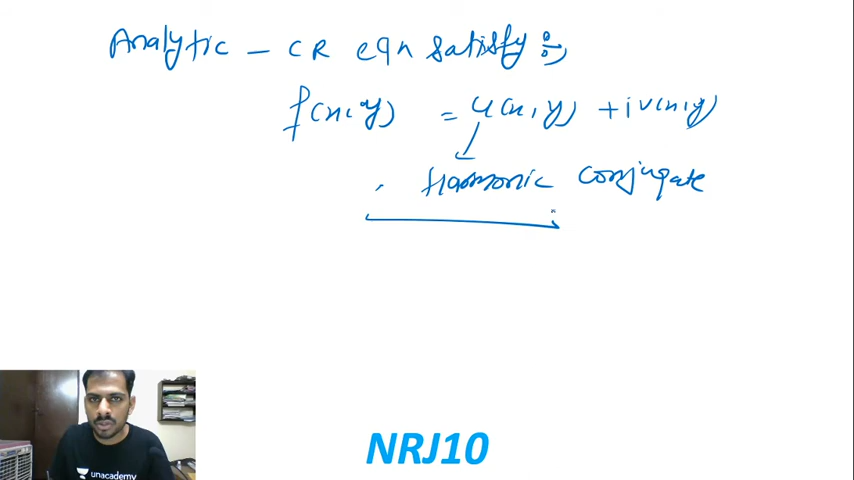 Analytic - CR eqn satisfy
f(x,y) = u(x,y) + iv(x,y)
Harmonic conjugate
unacademy
NRJ10